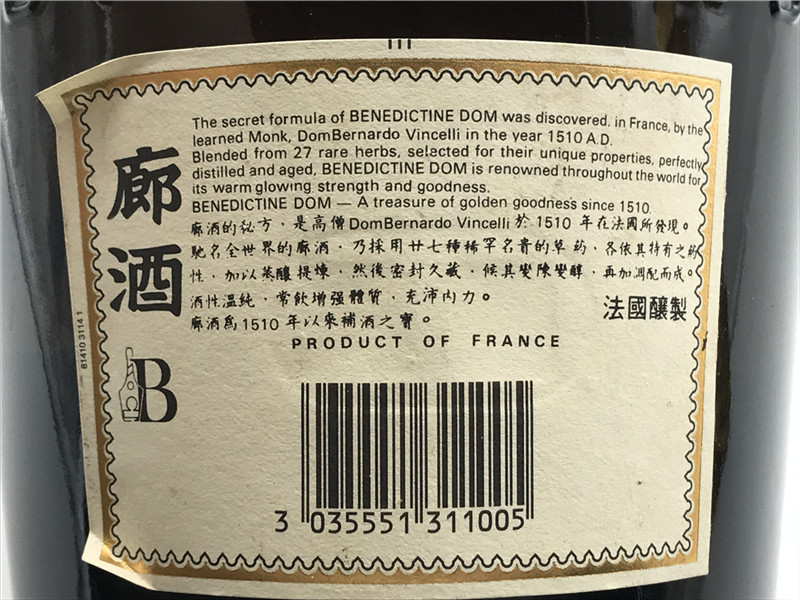 The secret formula of BENEDICTINE DOM was discovered, in France, by the
learned Monk, DomBernardo Vincelli in the year 1510 A.D.
Blended from 27 rare herbs, selected for their unique properties, perfectly
distilled and aged, BENEDICTINE DOM is renowned throughout the world for
its warm glowing strength and goodness.
BENEDICTINE DOM — A treasure of golden goodness since 1510.
廊酒的秘方，是高僧DomBernardo Vincelli於1510年在法國所發現。
馳名全世界的廊酒，乃採用廿七種稀罕名貴的草葯，各依其特有之葯
性，加以蒸釀提煉，然後密封久藏，候其變陳變醇，再加調配而成。
酒性溫純，常飲增强體質，充沛內力。
廊酒為1510年以來補酒之寶。
法國釀製
PRODUCT OF FRANCE
廊酒
B
81410 3114 1
3 035551 311005